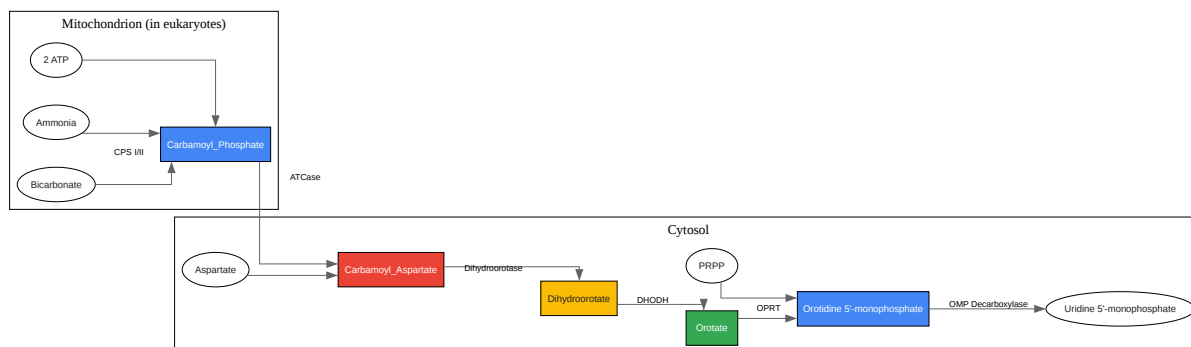 Mitochondrion (in eukaryotes)
2 ATP
Ammonia
Carbamoyl_Phosphate
CPS I/II
Bicarbonate
ATCase
Cytosol
Aspartate
Carbamoyl_Aspartate
Dihydroorotase
Dihydroorotate
DHODH
PRPP
Orotate
OPRT
Orotidine 5'-monophosphate
OMP Decarboxylase
Uridine 5'-monophosphate